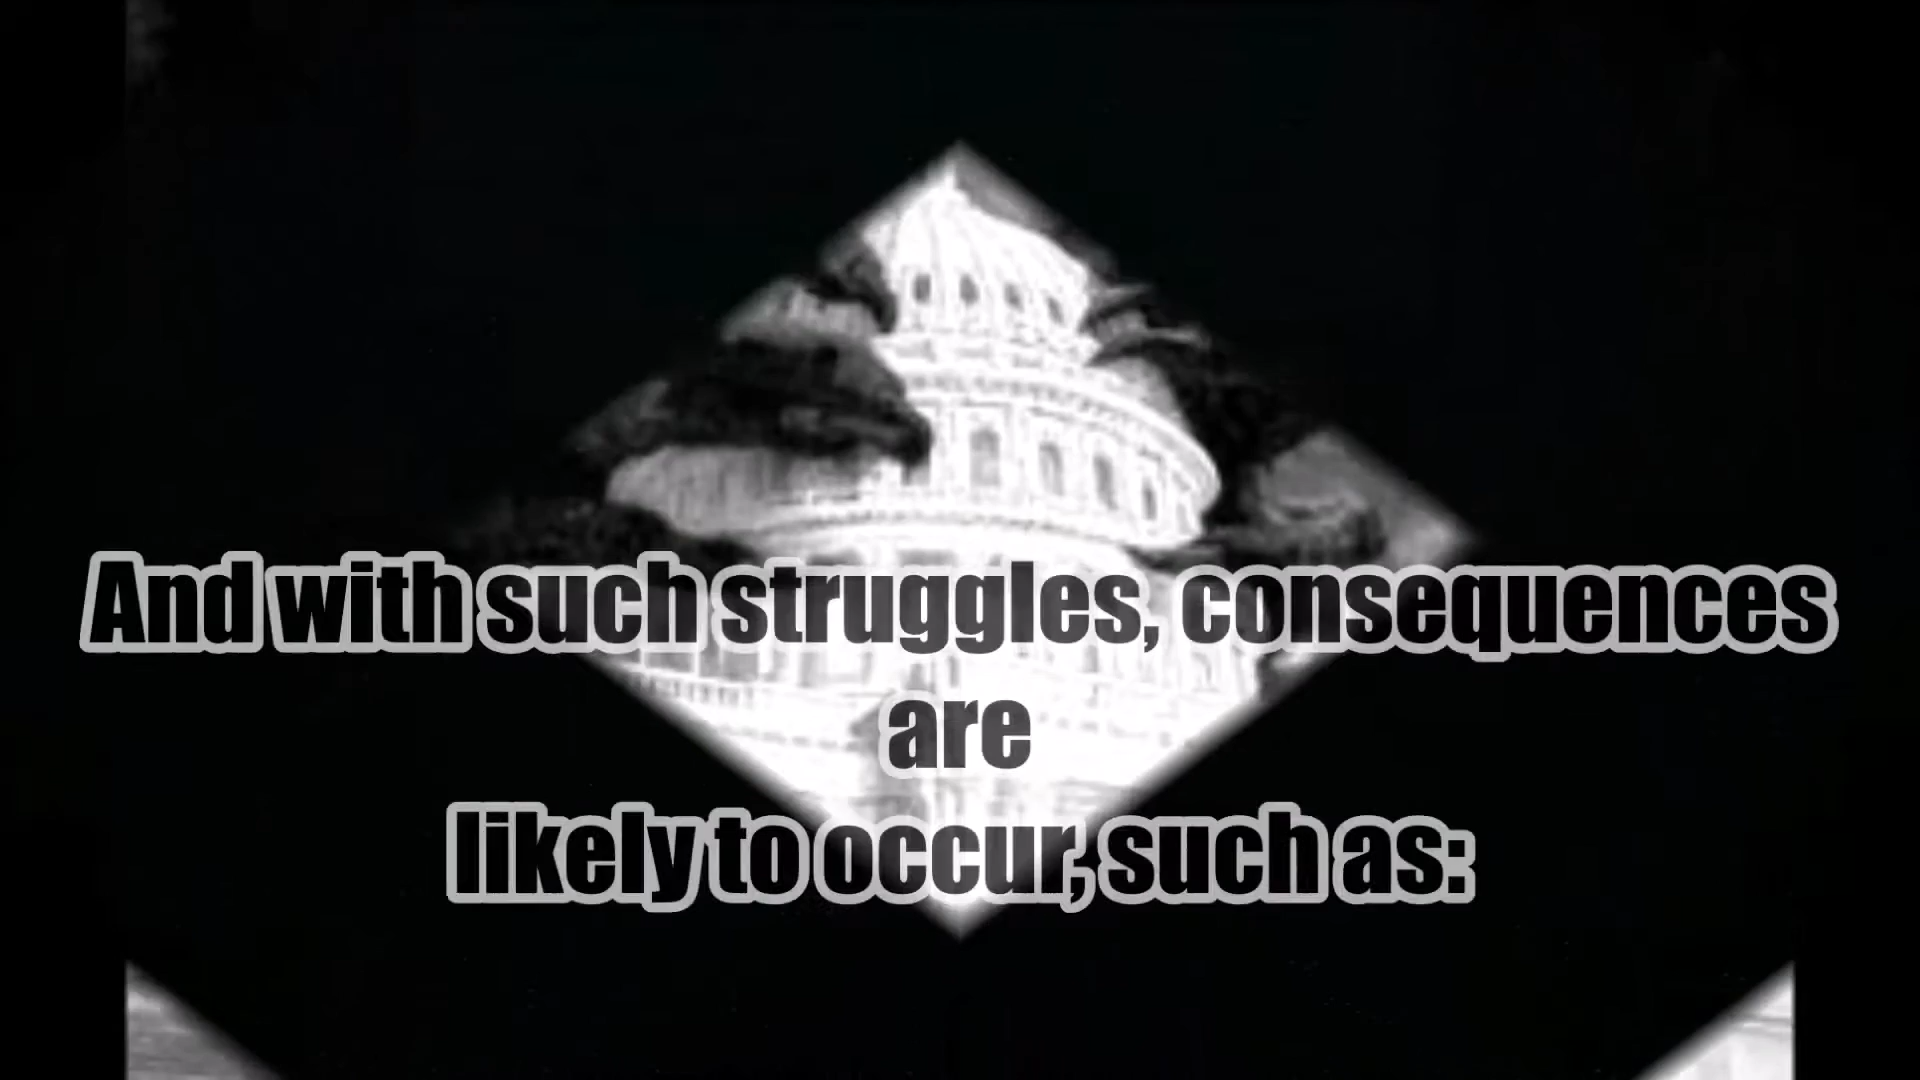 And with such struggles, consequences
are
likely to occur, such as: